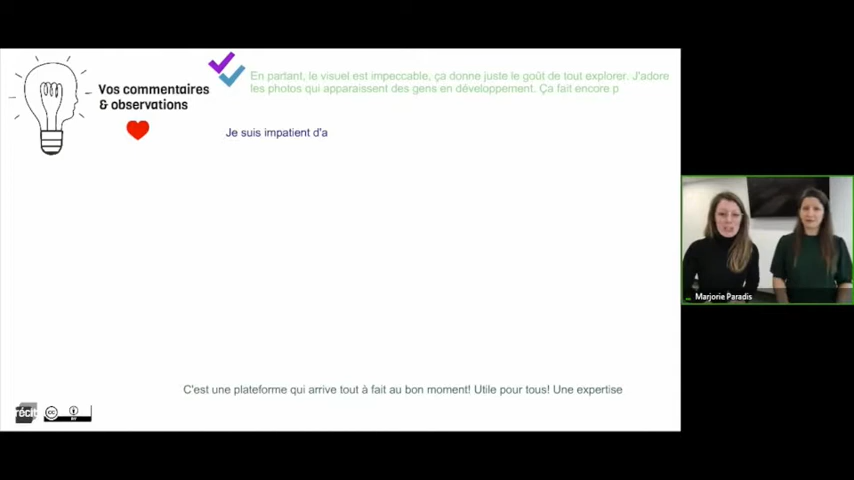 Vos commentaires
& observations
En partant, le visuel est impeccable, ça donne juste le goût de tout explorer. J'adore
les photos qui apparaissent des gens en développement. Ça fait encore p
Je suis impatient d'a
C'est une plateforme qui arrive tout à fait au bon moment! Utile pour tous! Une expertise
récit
cc
BY
Marjorie Paradis